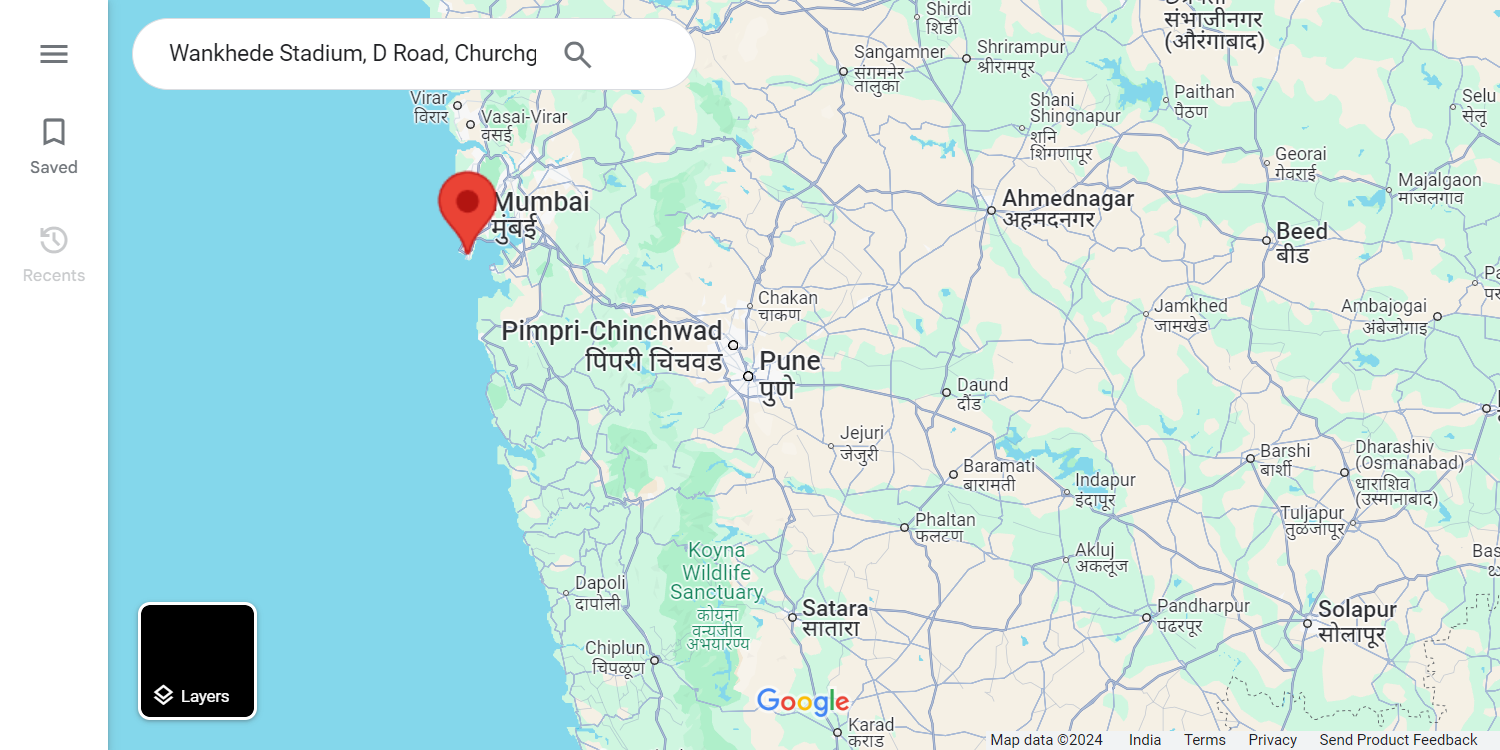 Wankhede Stadium, D Road, Churchg
Saved
Recents
Layers
Shirdi
शिर्डी
संभाजीनगर
(औरंगाबाद)
Sangamner
संगमनेर
तालुका
Shrirampur
श्रीरामपूर
Virar
विरार
Vasai-Virar
वसई
Shani
Shingnapur
शनि
शिंगणापूर
Paithan
पैठण
Selu
सेलू
Georai
गेवराई
Majalgaon
माजलगाव
Mumbai
मुंबई
Ahmednagar
अहमदनगर
Beed
बीड
Chakan
चाकण
Jamkhed
जामखेड
Ambajogai
अंबेजोगाई
Pimpri-Chinchwad
पिंपरी चिंचवड
Pune
पुणे
Daund
दौंड
Jejuri
जेजुरी
Baramati
बारामती
Indapur
इंदापूर
Barshi
बार्शी
Dharashiv
(Osmanabad)
धाराशिव
(उस्मानाबाद)
Phaltan
फलटण
Tuljapur
तुळजापूर
Akluj
अकलूज
Koyna
Wildlife
Sanctuary
कोयना
वन्यजीव
अभयारण्य
Dapoli
दापोली
Satara
सातारा
Pandharpur
पंढरपूर
Solapur
सोलापूर
Chiplun
चिपळूण
Google
Karad
कराड
Map data ©2024
India
Terms
Privacy
Send Product Feedback